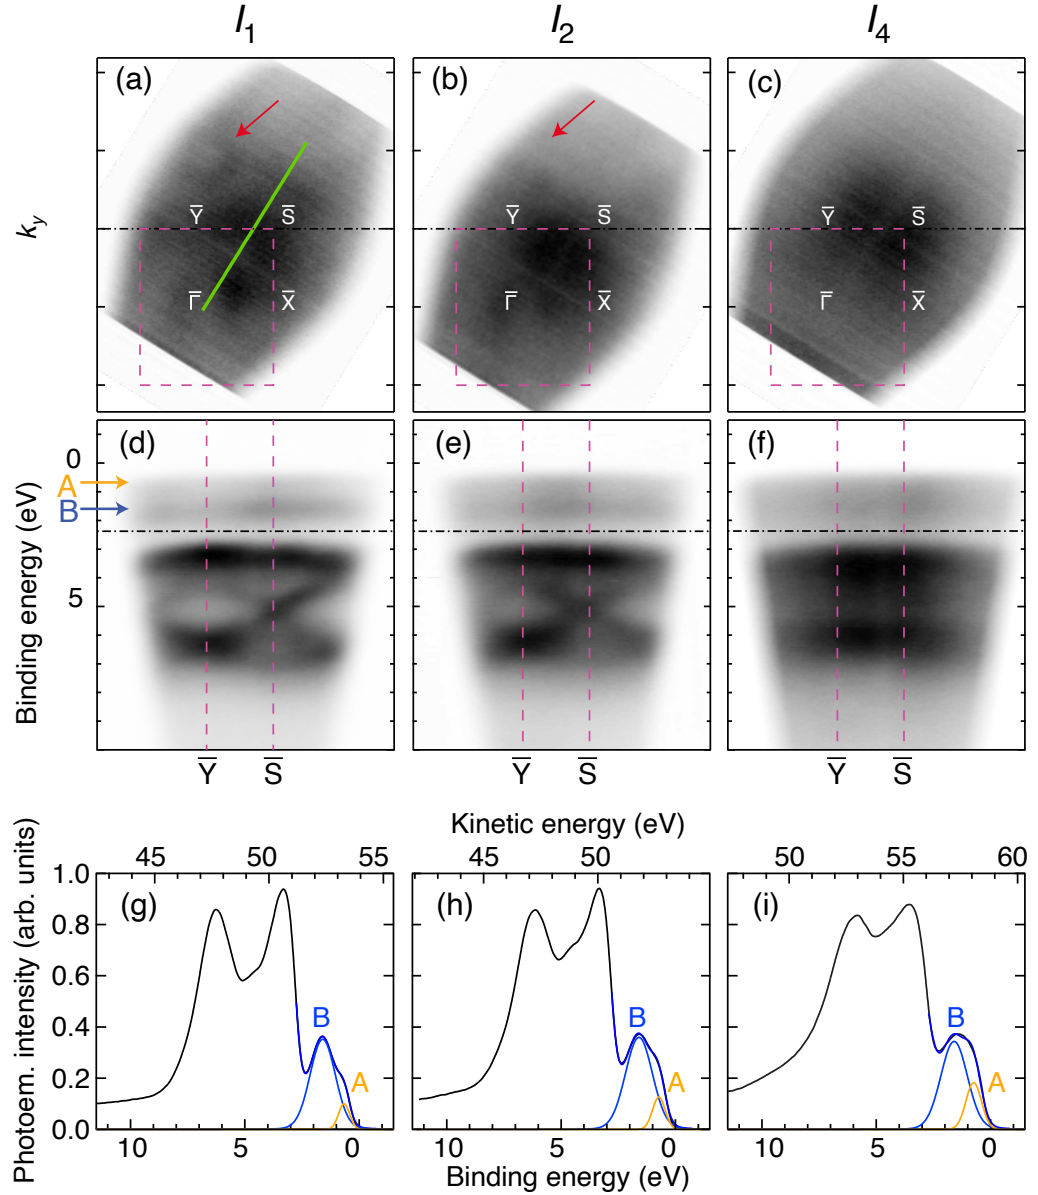 I1 I2 I4
(a) (b) (c)
ky
Ȳ S̄ Ȳ S̄ Ȳ S̄
Γ̄ X̄ Γ̄ X̄ Γ̄ X̄
(d) (e) (f)
0
A
B
5
Binding energy (eV)
Ȳ S̄ Ȳ S̄ Ȳ S̄
Kinetic energy (eV)
45 50 55 45 50 50 55 60
1.0
(g) (h) (i)
0.8
0.6
0.4
B B B
0.2
A A A
0.0
10 5 0 10 5 0 10 5 0
Photoem. intensity (arb. units)
Binding energy (eV)